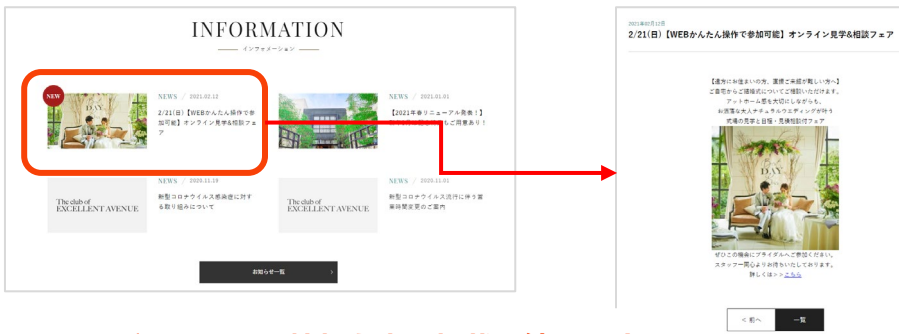 INFORMATION
インフォメーション
NEW
DAY
NEWS / 2021.02.12
2/21(日)【WEBかんたん操作で参
加可能】オンライン見学&相談フェ
ア
NEWS / 2021.01.01
【2021年春リニューアル発表!】
もご用意あり!
The club of
EXCELLENT AVENUE
NEWS / 2020.11.19
新型コロナウイルス感染症に対す
る取り組みについて
The club of
EXCELLENT AVENUE
NEWS / 2020.11.01
新型コロナウイルス流行に伴う営
業時間変更のご案内
お知らせ一覧
2021年02月12日
2/21(日)【WEBかんたん操作で参加可能】オンライン見学&相談フェア
【遠方にお住まいの方、直接ご来館が難しい方へ】
ご自宅からご結婚式についてご相談いただけます。
アットホーム感を大切にしながらも、
お洒落な大人ナチュラルウエディングが叶う
式場の見学と日程・見積相談付フェア
DAY
ぜひこの機会にブライダルへご参加ください。
スタッフ一同心よりお待ちいたしております。
詳しくは>>こちら
< 前へ
一覧